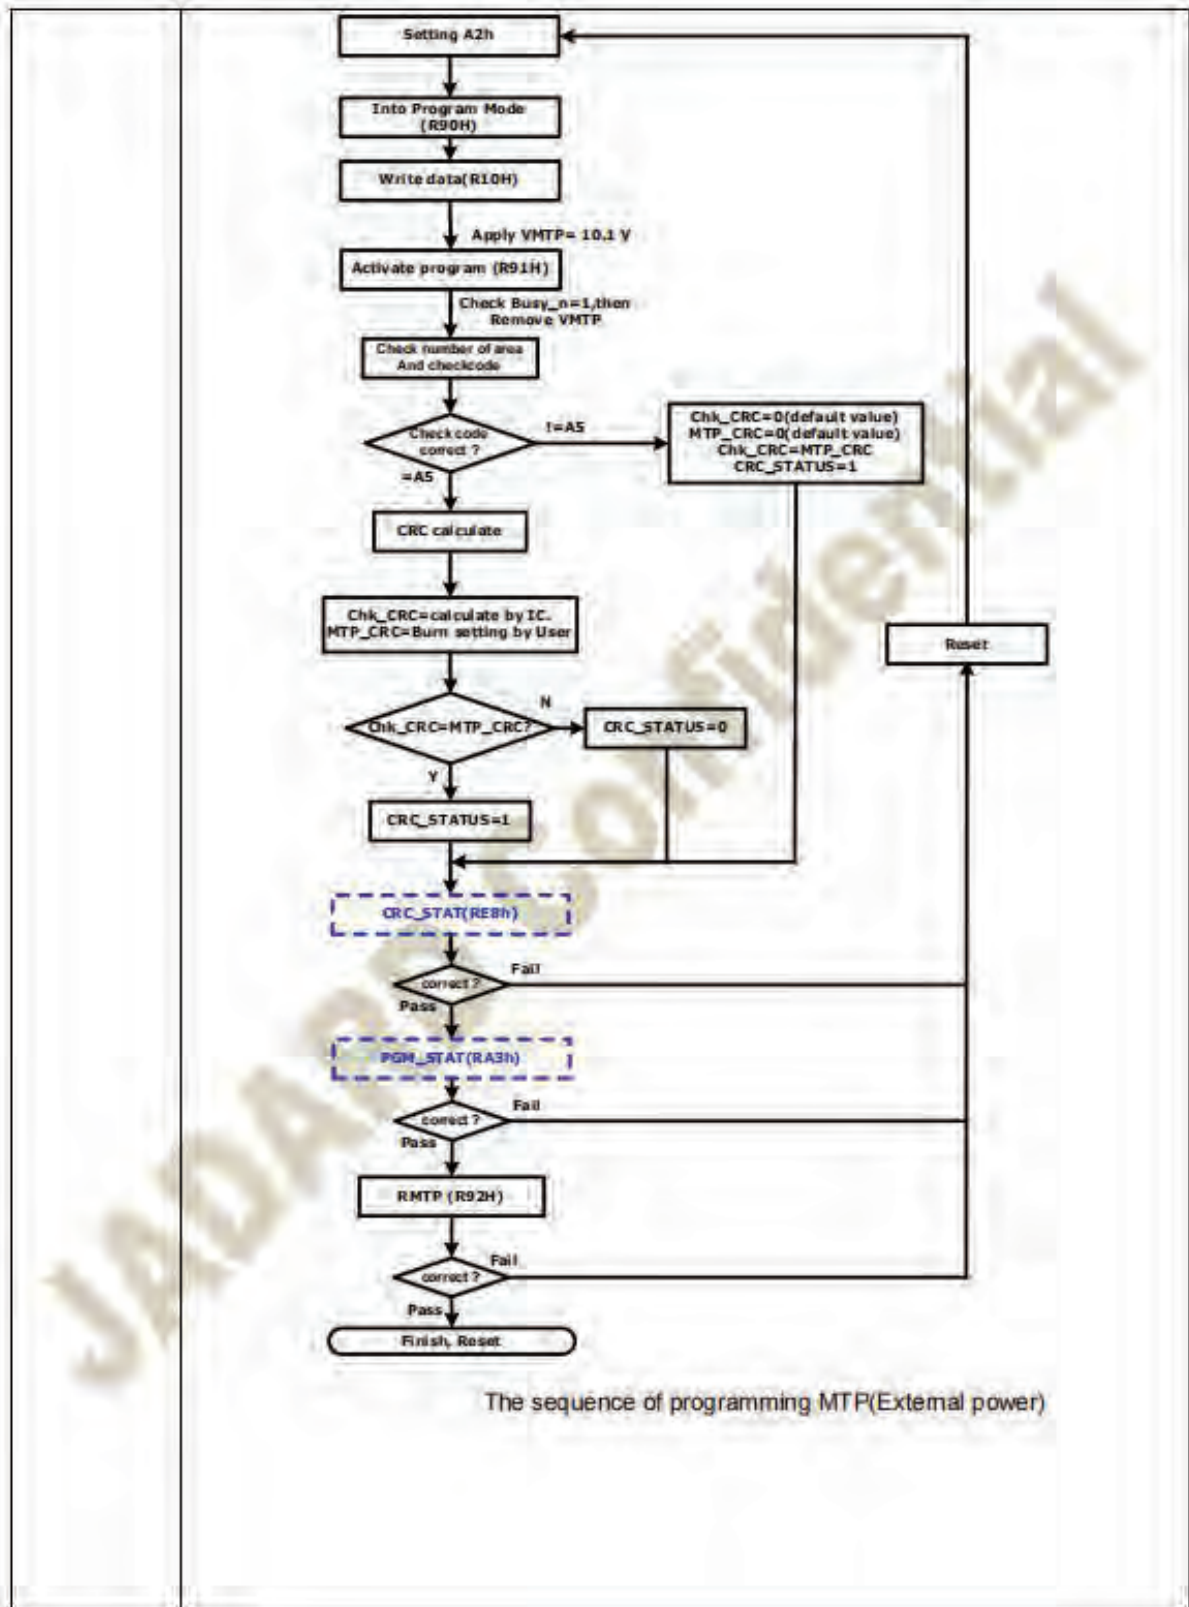 Setting A2h
Into Program Mode
(R90H)
Write data(R10H)
Apply VMTP= 10.1 V
Activate program (R91H)
Check Busy_n=1,then
Remove VMTP
Check number of area
And checkcode
Check code
correct ?
!=A5
=A5
Chk_CRC=0(default value)
MTP_CRC=0(default value)
Chk_CRC=MTP_CRC
CRC_STATUS=1
CRC calculate
Chk_CRC=calculate by IC.
MTP_CRC=Burn setting by User
Reset
Chk_CRC=MTP_CRC?
N
CRC_STATUS=0
Y
CRC_STATUS=1
CRC_STAT(RE8h)
correct ?
Fail
Pass
PGM_STAT(RA3h)
correct ?
Fail
Pass
RMTP (R92H)
correct ?
Fail
Pass
Finish, Reset
The sequence of programming MTP(External power)
JADARD Confidential